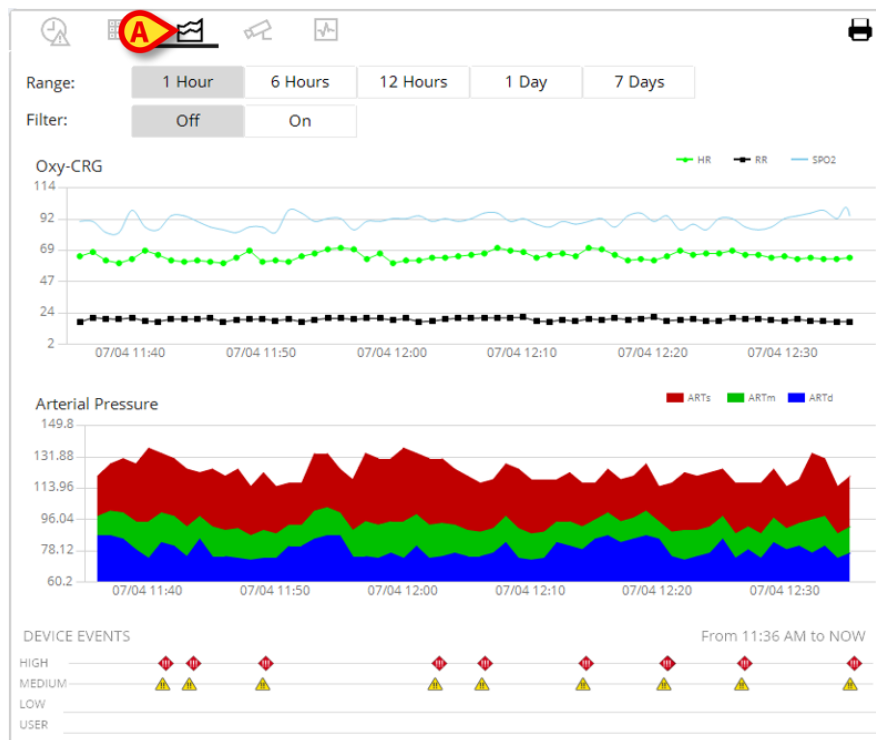 A
Range: 1 Hour 6 Hours 12 Hours 1 Day 7 Days
Filter: Off On
Oxy-CRG HR RR SPO2
114
92
69
47
24
2
07/04 11:40 07/04 11:50 07/04 12:00 07/04 12:10 07/04 12:20 07/04 12:30
Arterial Pressure ARTs ARTm ARTd
149.8
131.88
113.96
96.04
78.12
60.2
07/04 11:40 07/04 11:50 07/04 12:00 07/04 12:10 07/04 12:20 07/04 12:30
DEVICE EVENTS From 11:36 AM to NOW
HIGH
MEDIUM
LOW
USER